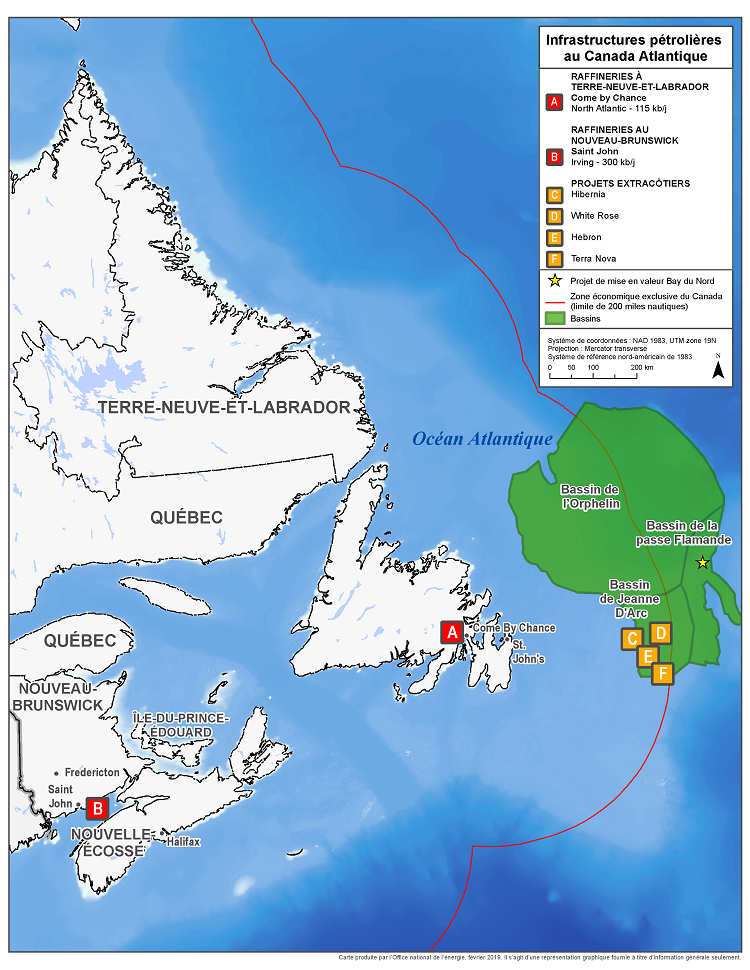 Infrastructures pétrolières
au Canada Atlantique
RAFFINERIES À
TERRE-NEUVE-ET-LABRADOR
A
Come by Chance
North Atlantic - 115 kb/j
RAFFINERIES AU
NOUVEAU-BRUNSWICK
B
Saint John
Irving - 300 kb/j
PROJETS EXTRACÔTIERS
C Hibernia
D White Rose
E Hebron
F Terra Nova
Projet de mise en valeur Bay du Nord
Zone économique exclusive du Canada
(limite de 200 miles nautiques)
Bassins
Système de coordonnées : NAD 1983, UTM zone 19N
Projection : Mercator transverse
Système de référence nord-américain de 1983
0 50 100 200 km
N
TERRE-NEUVE-ET-LABRADOR
Océan Atlantique
Bassin de
l'Orphelin
QUÉBEC
Bassin de la
passe Flamande
Bassin
de Jeanne
D'Arc
A
Come By Chance
St.
John's
C
D
E
F
QUÉBEC
NOUVEAU-
BRUNSWICK
ÎLE-DU-PRINCE-
ÉDOUARD
Fredericton
Saint
John
B
NOUVELLE-
ÉCOSSE
Halifax
Carte produite par l'Office national de l'énergie, février 2019. Il s'agit d'une représentation graphique fournie à titre d'information générale seulement.